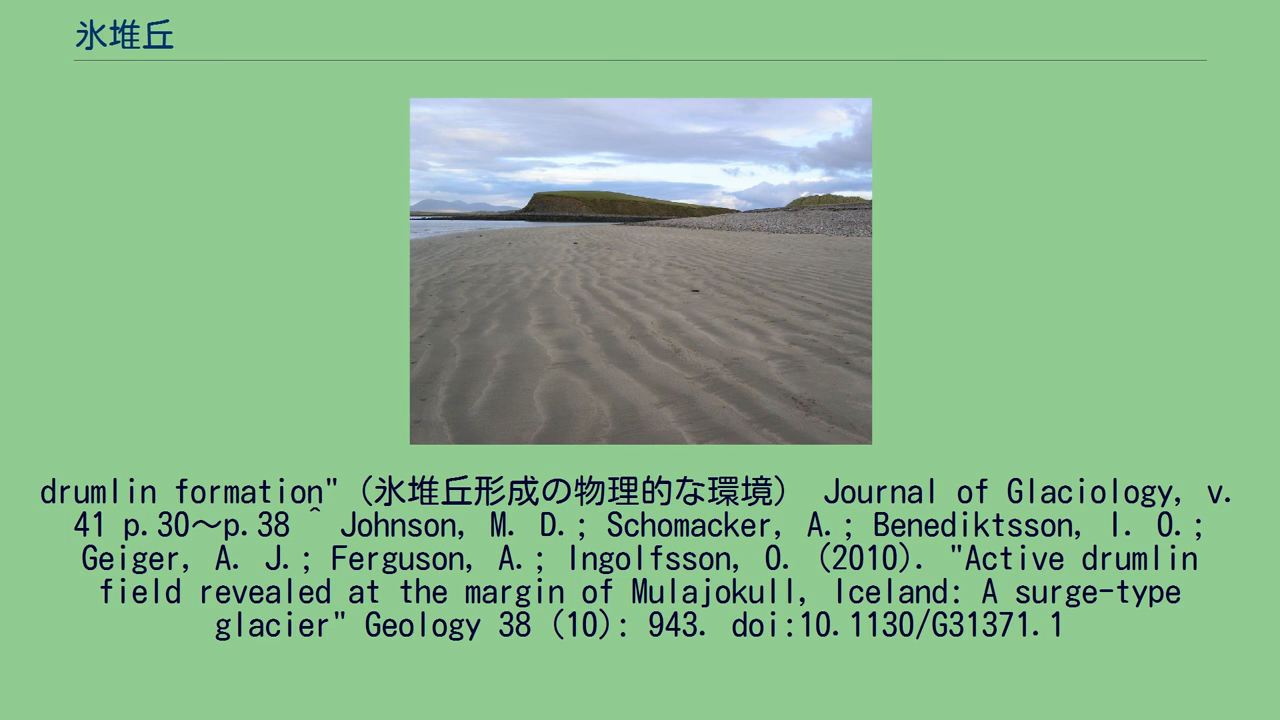 氷堆丘
drumlin formation"（氷堆丘形成の物理的な環境） Journal of Glaciology, v.
41 p.30～p.38 ^ Johnson, M. D.; Schomacker, A.; Benediktsson, I. O.;
Geiger, A. J.; Ferguson, A.; Ingolfsson, O. (2010). "Active drumlin
field revealed at the margin of Mulajokull, Iceland: A surge-type
glacier" Geology 38 (10): 943. doi:10.1130/G31371.1